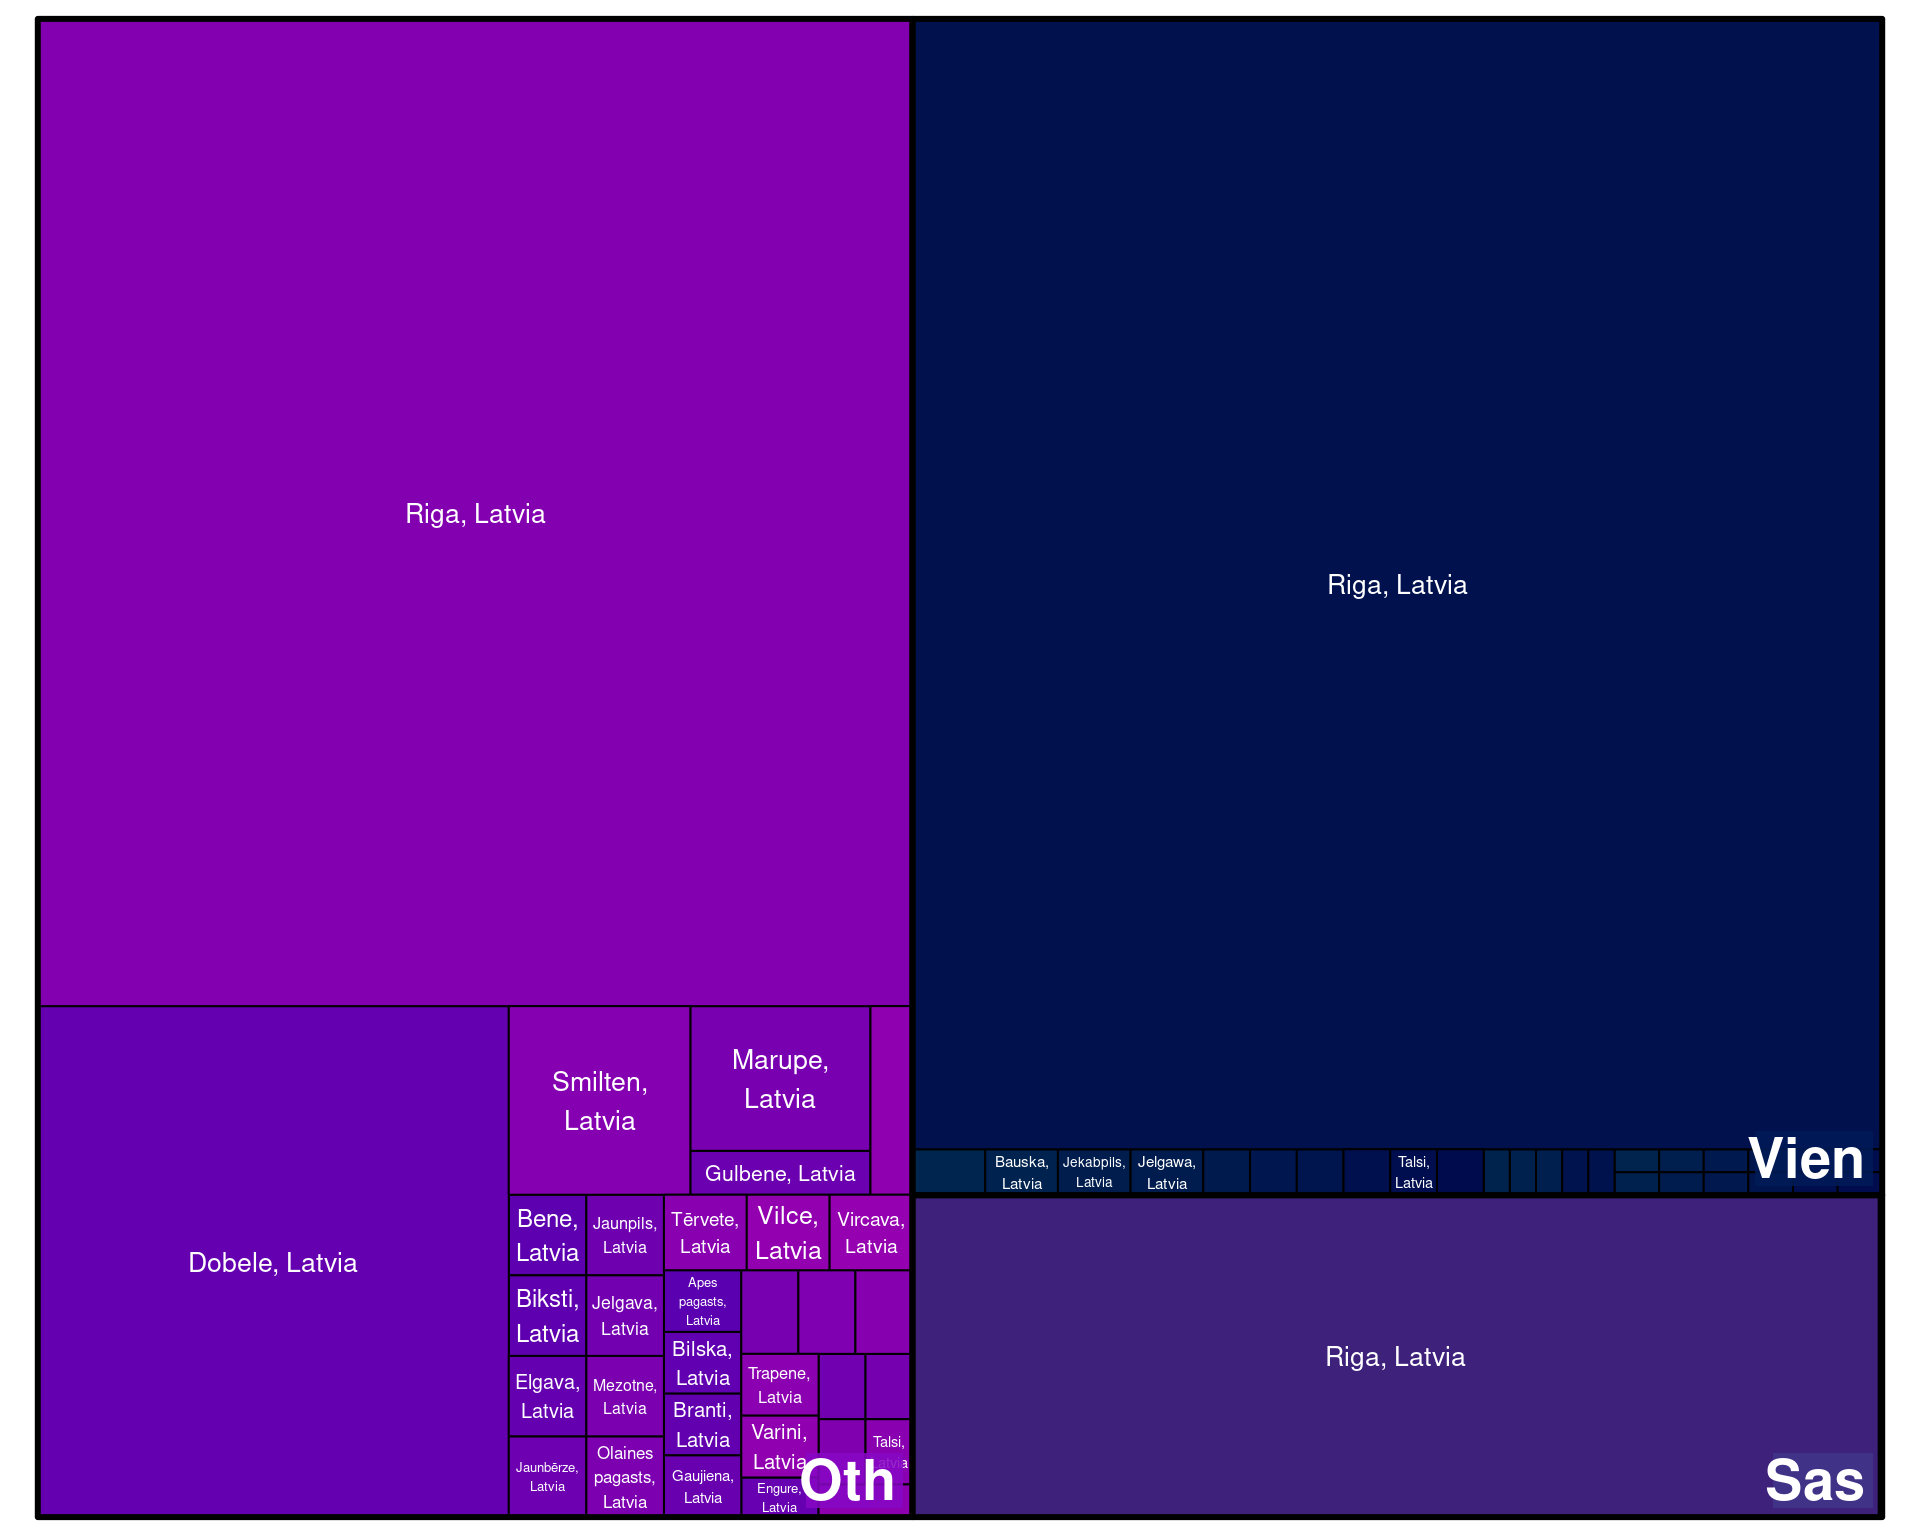 Riga, Latvia
Riga, Latvia
Smilten,
Latvia
Marupe,
Latvia
Gulbene, Latvia
Dobele, Latvia
Bene,
Latvia
Jaunpils,
Latvia
Tērvete,
Latvia
Vilce,
Latvia
Vircava,
Latvia
Biksti,
Latvia
Jelgava,
Latvia
Apes
pagasts,
Latvia
Bilska,
Latvia
Elgava,
Latvia
Mezotne,
Latvia
Branti,
Latvia
Trapene,
Latvia
Varini,
Latvia
Talsi,
Latvia
Jaunbērze,
Latvia
Olaines
pagasts,
Latvia
Gaujiena,
Latvia
Engure,
Latvia
Oth
Bauska,
Latvia
Jekabpils,
Latvia
Jelgawa,
Latvia
Talsi,
Latvia
Vien
Riga, Latvia
Sas